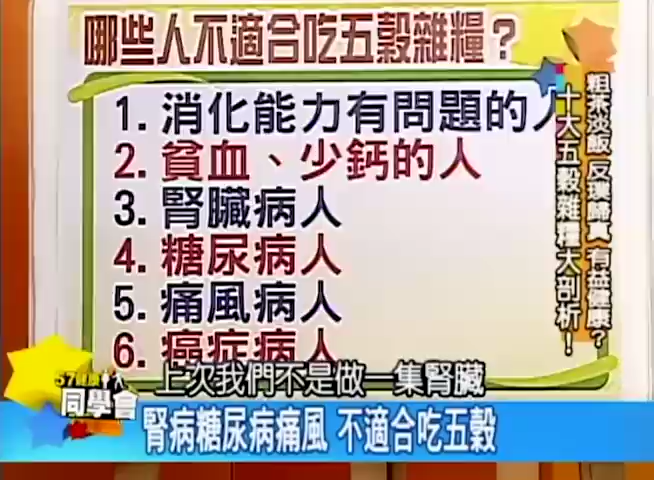 哪些人不適合吃五穀雜糧？
1. 消化能力有問題的人
2. 貧血、少鈣的人
3. 腎臟病人
4. 糖尿病人
5. 痛風病人
6. 癌症病人
粗茶淡飯 反璞歸真 有益健康？
十大五穀雜糧大剖析！
上次我們不是做一集腎臟
57健康
同學會
腎病糖尿病痛風 不適合吃五穀